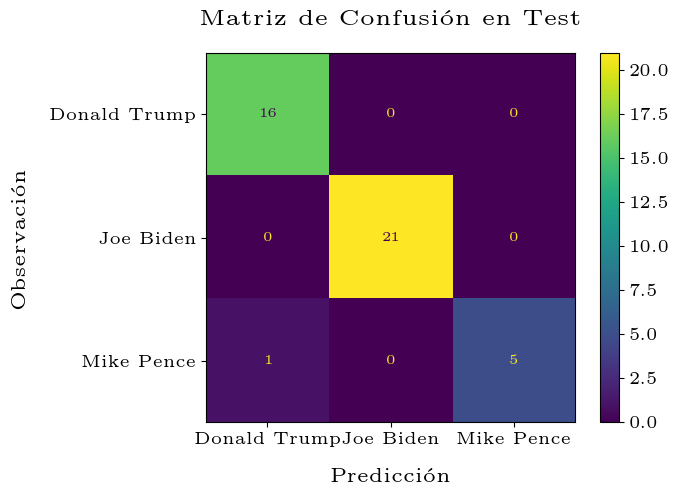 Matriz de Confusión en Test
Observación
Donald Trump
16
0
0
Joe Biden
0
21
0
Mike Pence
1
0
5
Donald Trump
Joe Biden
Mike Pence
Predicción
20.0
17.5
15.0
12.5
10.0
7.5
5.0
2.5
0.0